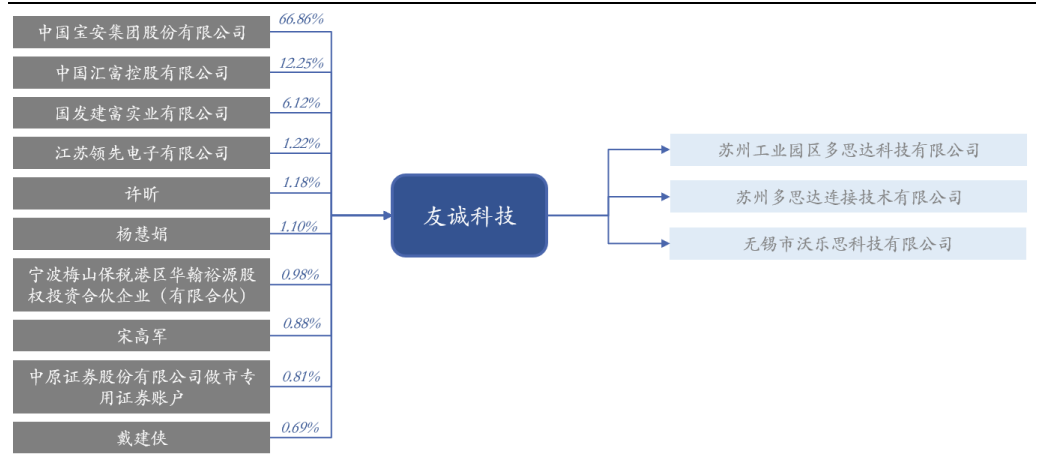 中国宝安集团股份有限公司
66.86%
中国汇富控股有限公司
12.25%
国发建富实业有限公司
6.12%
江苏领先电子有限公司
1.22%
许昕
1.18%
杨慧娟
1.10%
宁波梅山保税港区华翰裕源股
权投资合伙企业（有限合伙）
0.98%
宋高军
0.88%
中原证券股份有限公司做市专
用证券账户
0.81%
戴建侠
0.69%
友诚科技
苏州工业园区多思达科技有限公司
苏州多思达连接技术有限公司
无锡市沃乐思科技有限公司